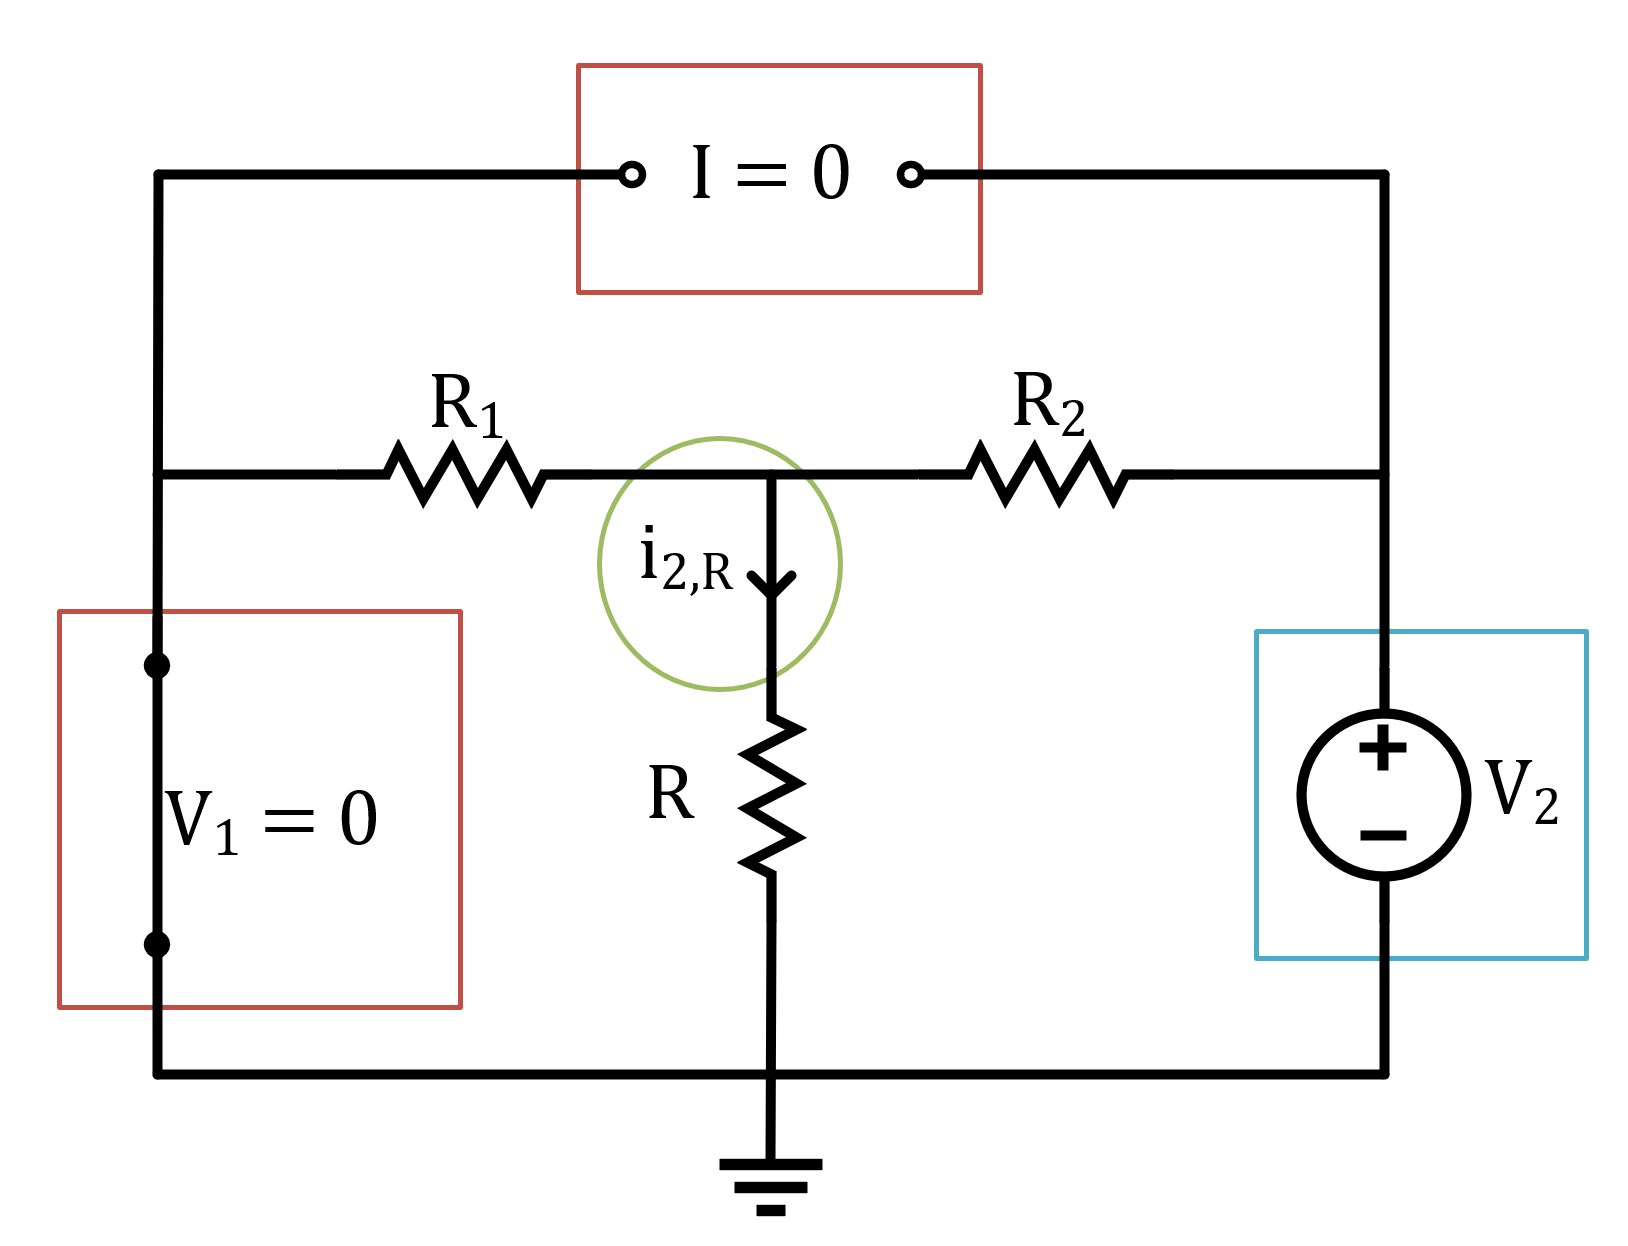 I = 0
R₁
R₂
i₂,R
V₁ = 0
R
+
−
V₂